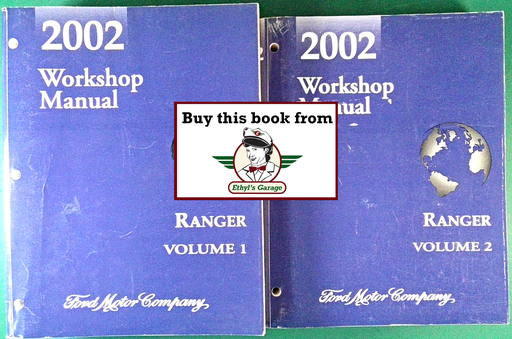 2002
Workshop
Manual
RANGER
VOLUME 1
Ford Motor Company,
2
2002
Workshop
Manual
RANGER
VOLUME 2
Ford Motor Company,
Buy this book from
Ethyl's Garage